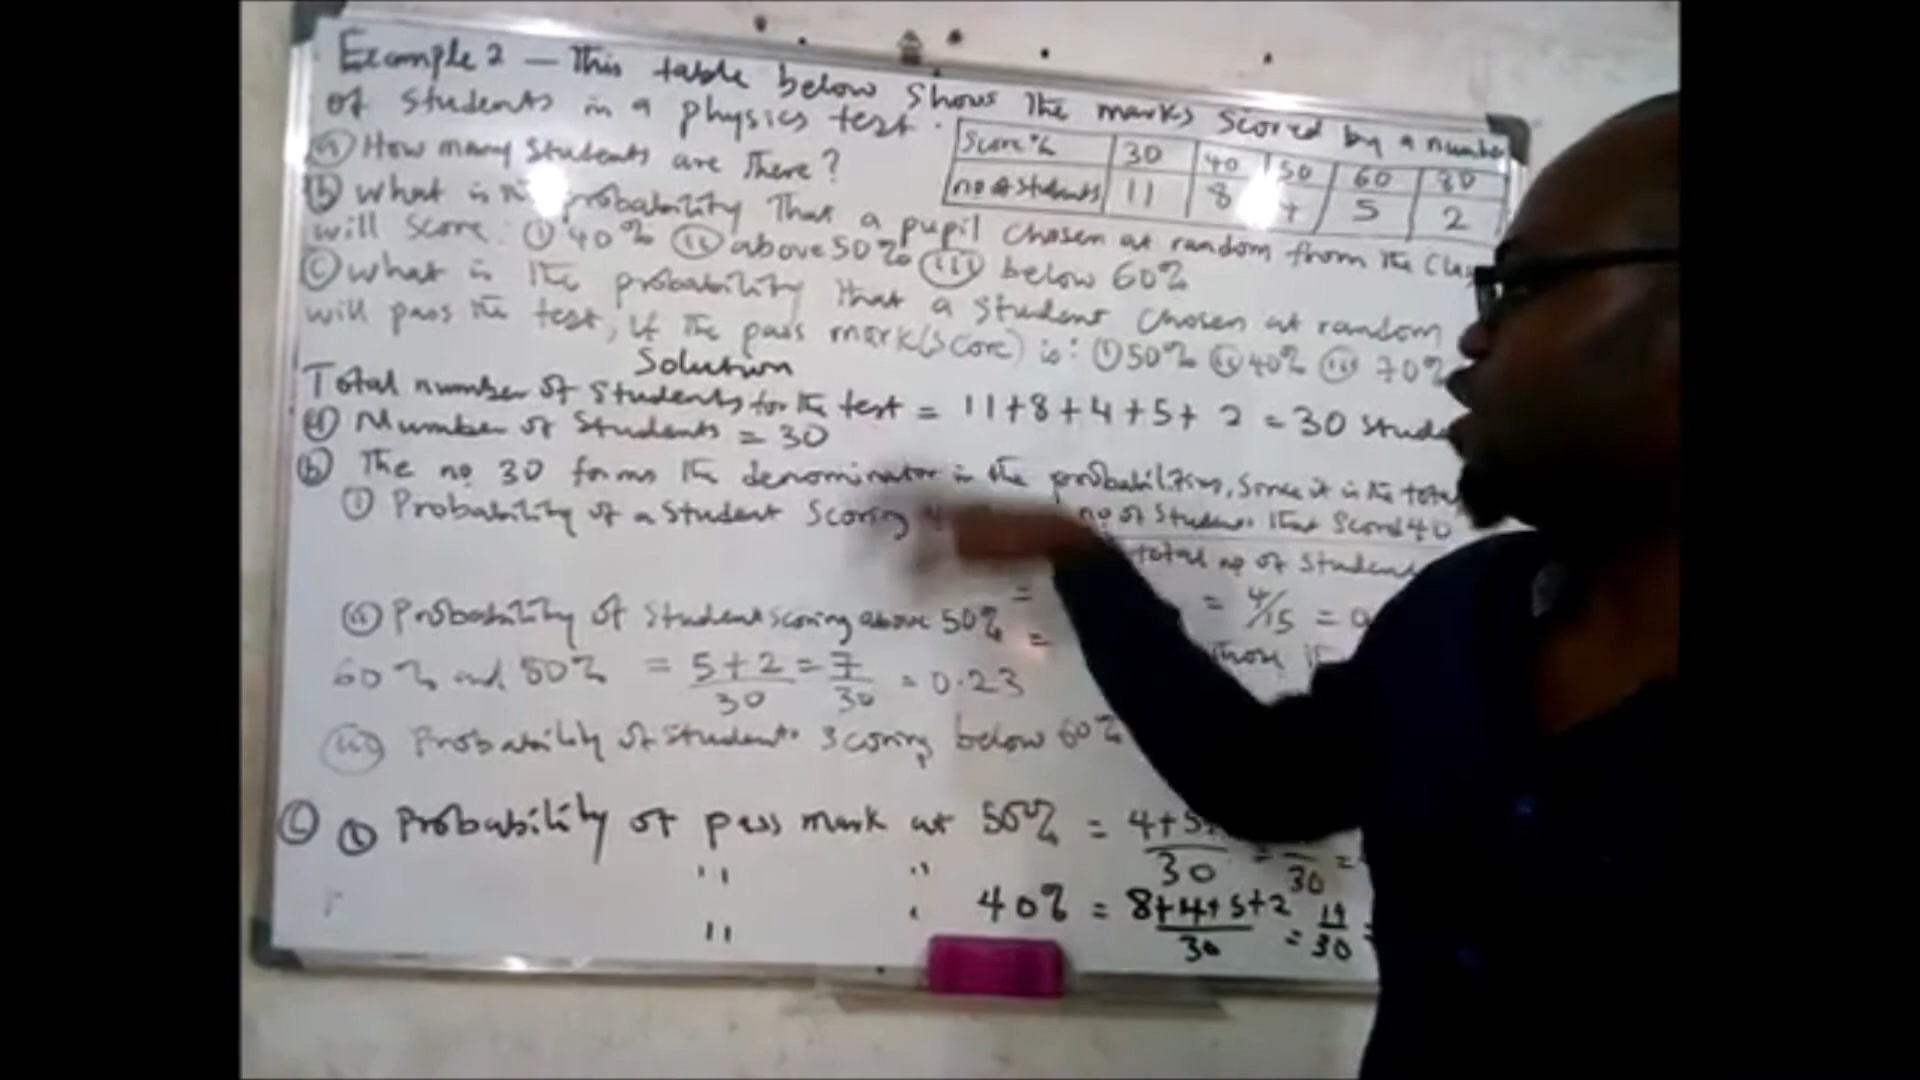 Example 2 — This table below shows the marks scored by a number
of students in a physics test.
Score % 30 40 50 60 80
no of students 11 8 4 5 2
(a) How many students are there?
(b) What is the probability that a pupil chosen at random from the Clas
will score: (i) 40% (ii) above 50% (iii) below 60%
(c) What is the probability that a student chosen at random
will pass the test, if the pass mark(score) is: (i) 50% (ii) 40% (iii) 70%
Solution
Total number of students for the test = 11+8+4+5+2 = 30 stude
(a) Number of students = 30
(b) The no 30 forms the denominator in the probabilities, since it is the total
(i) Probability of a student scoring no of students that scored 40
total no of students
= = 4/15 = 0
(ii) Probability of students scoring above 50% = those
60% and 80% = 5+2/30 = 7/30 = 0.23
(iii) Probability of students scoring below 60%
(c) (i) Probability of pass mark at 50% = 4+5/30 = /30 =
" " 40% = 8+4+5+2/30 = 19/30 =
"